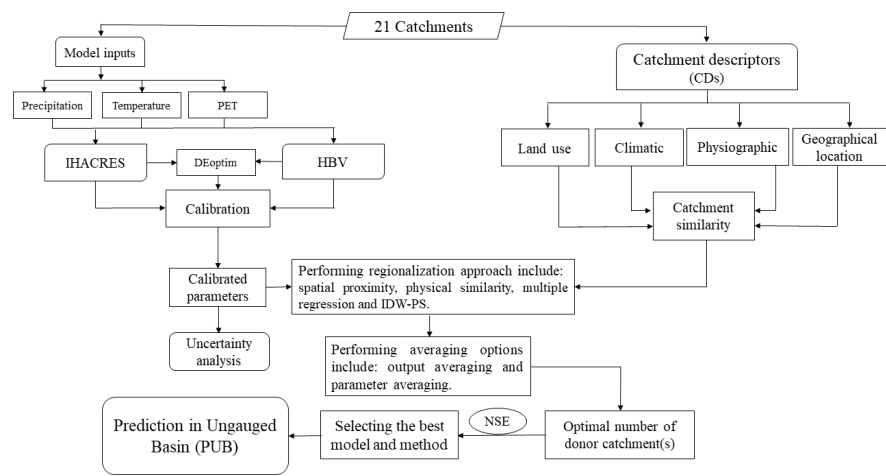 21 Catchments
Model inputs
Precipitation
Temperature
PET
IHACRES
DEoptim
HBV
Calibration
Calibrated
parameters
Uncertainty
analysis
Catchment descriptors
(CDs)
Land use
Climatic
Physiographic
Geographical
location
Catchment
similarity
Performing regionalization approach include:
spatial proximity, physical similarity, multiple
regression and IDW-PS.
Performing averaging options
include: output averaging and
parameter averaging.
Optimal number of
donor catchment(s)
NSE
Selecting the best
model and method
Prediction in Ungauged
Basin (PUB)